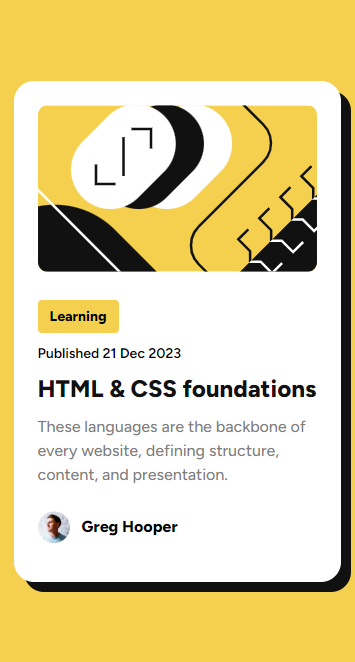 Learning
Published 21 Dec 2023
HTML & CSS foundations
These languages are the backbone of
every website, defining structure,
content, and presentation.
Greg Hooper